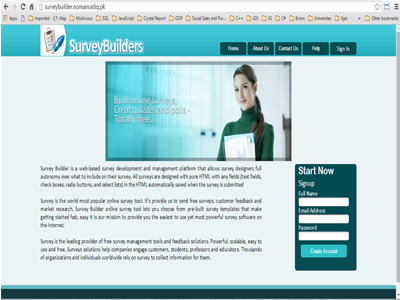 surveybuilder.nomansadiq.pk
Apps
Imported
Misdinious
SQL
JavaScript
Crystal Report
OOP
Social Sites and Fun...
C++
iOS
C#
Errors
Universities
Ajax
Other bookmarks
SurveyBuilders
Home
About Us
Contact Us
Help
Sign In
Built online surveys,
Creat quizzes and polls -
Totally free...
Survey Builder is a web-based survey development and management platform that allows survey designers full
autonomy over what to include on their survey. All surveys are designed with pure HTML with any fields (text fields,
check boxes, radio buttons, and select lists) in the HTML automatically saved when the survey is submitted
Survey is the world most popular online survey tool. It's provide us to send free surveys, customer feedback and
market research. Survey Builder online survey tool lets you choose from pre-built survey templates that make
getting started fast, easy It is our mission to provide you the easiest to use yet most powerful survey software on
the Internet.
Survey is the leading provider of free survey management tools and feedback solutions. Powerful, scalable, easy to
use and free. Surveys solutions help companies engage customers, students, professors and educators. Thousands
of organizations and individuals worldwide rely on survey to collect information for them.
Start Now
Signup
Full Name
Email Address
Password
Create Account